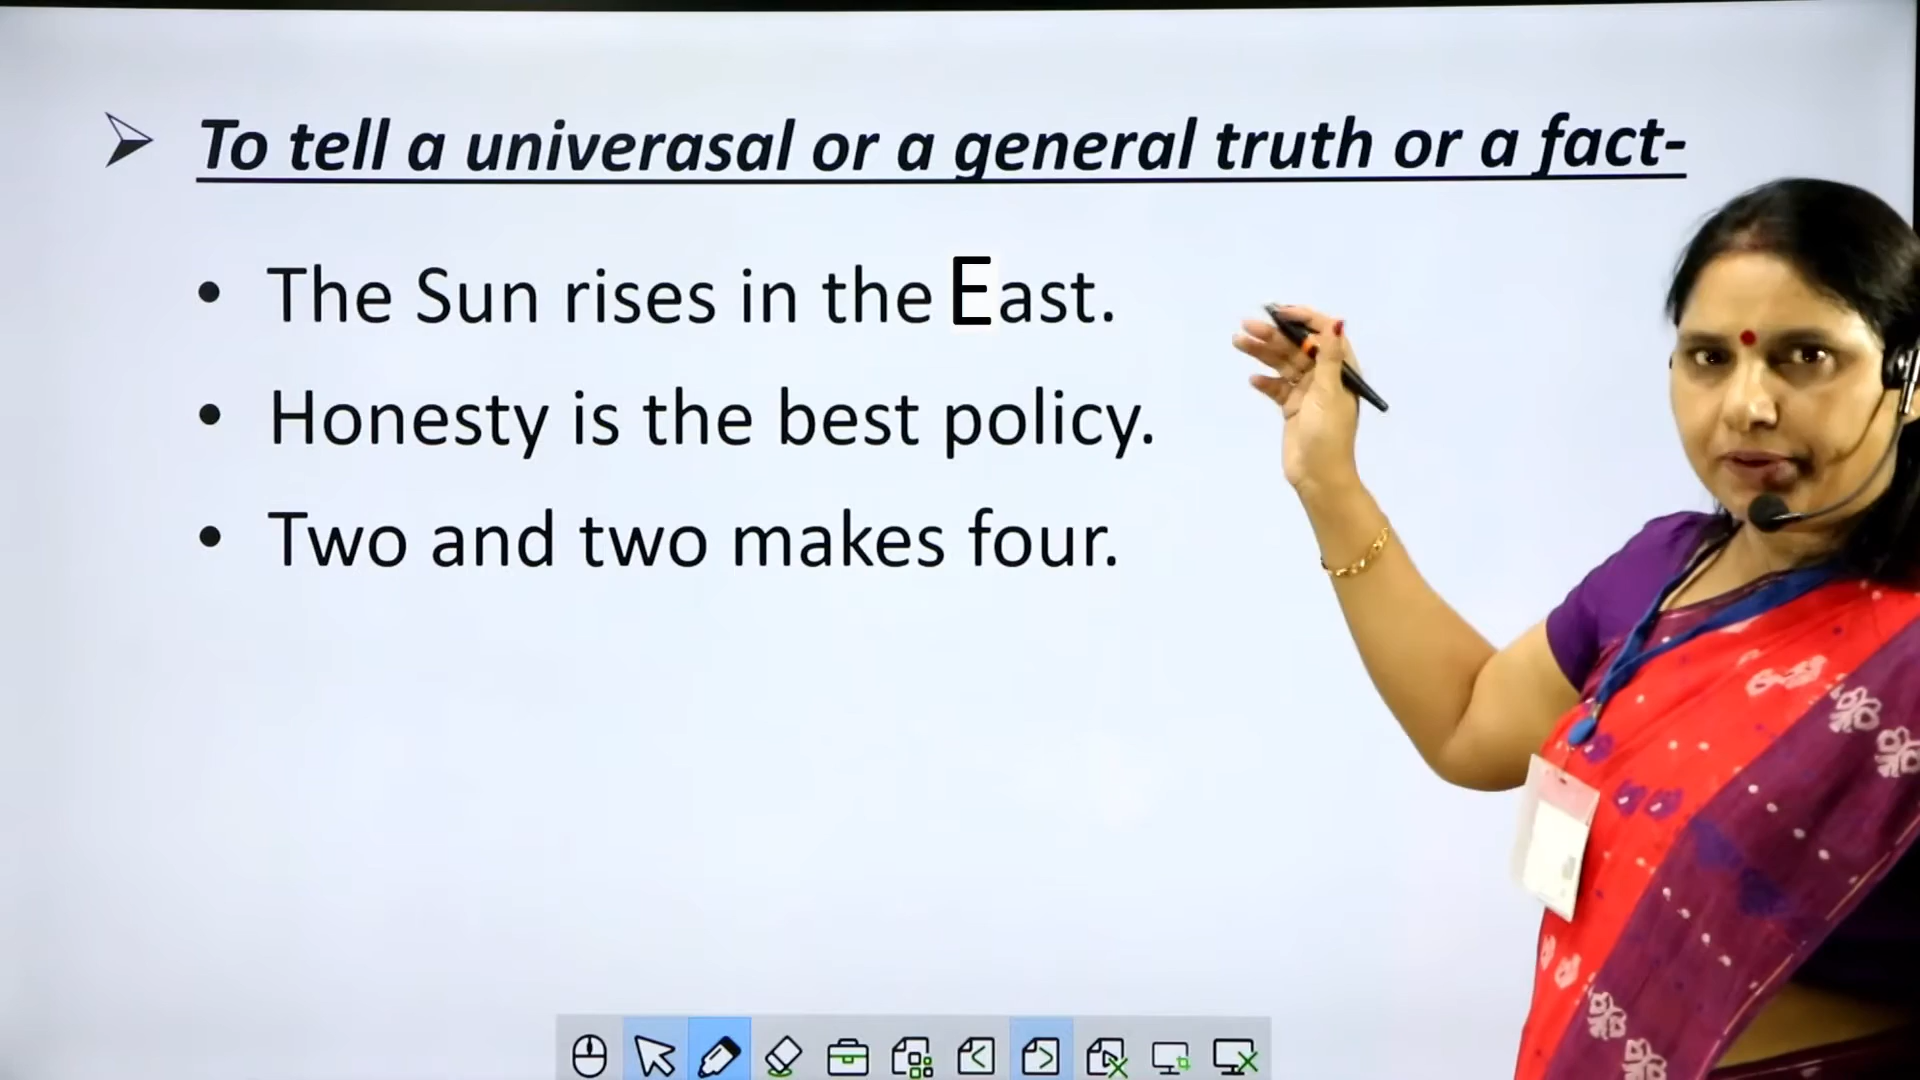 To tell a univerasal or a general truth or a fact-
The Sun rises in the East.
Honesty is the best policy.
Two and two makes four.